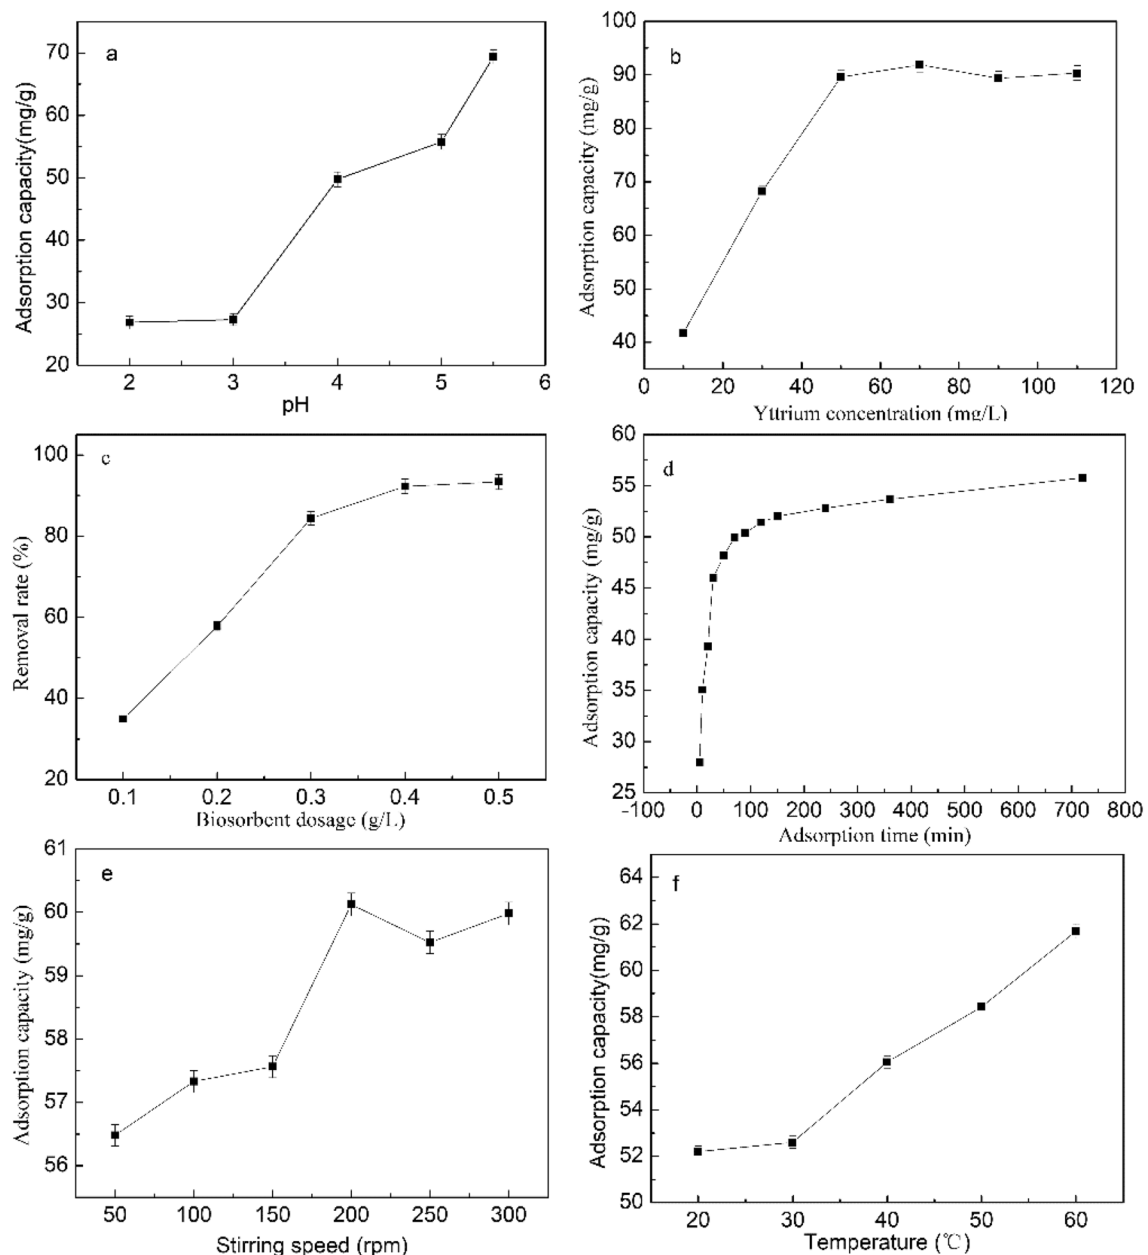 a
Adsorption capacity(mg/g)
70
60
50
40
30
20
2 3 4 5 6
pH
b
Adsorption capacity (mg/g)
100
90
80
70
60
50
40
0 20 40 60 80 100 120
Yttrium concentration (mg/L)
c
Removal rate (%)
100
80
60
40
20
0.1 0.2 0.3 0.4 0.5
Biosorbent dosage (g/L)
d
Adsorption capacity (mg/g)
60
55
50
45
40
35
30
25
-100 0 100 200 300 400 500 600 700 800
Adsorption time (min)
e
Adsorption capacity (mg/g)
61
60
59
58
57
56
50 100 150 200 250 300
Stirring speed (rpm)
f
Adsorption capacity(mg/g)
64
62
60
58
56
54
52
50
20 30 40 50 60
Temperature (℃)